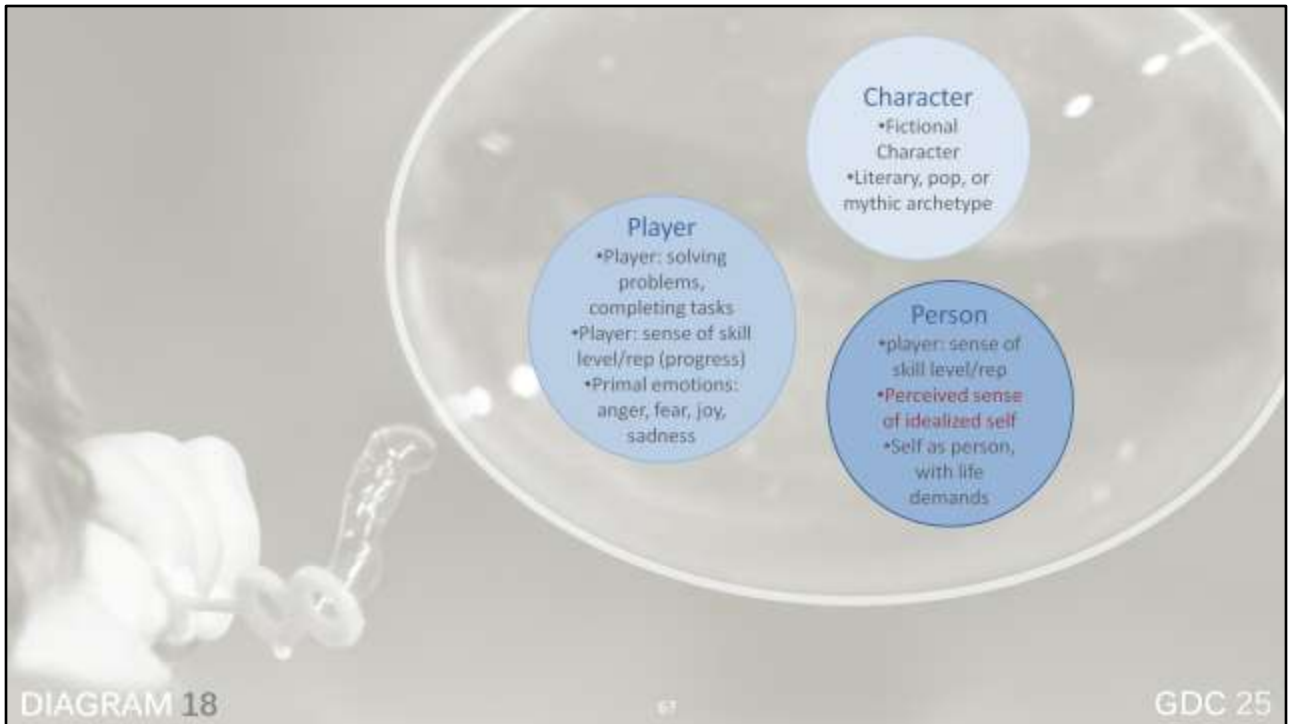 Character
•Fictional
Character
•Literary, pop, or
mythic archetype
Player
•Player: solving
problems,
completing tasks
•Player: sense of skill
level/rep (progress)
•Primal emotions:
anger, fear, joy,
sadness
Person
•player: sense of
skill level/rep
•Perceived sense
of idealized self
•Self as person,
with life
demands
DIAGRAM 18
67
GDC 25